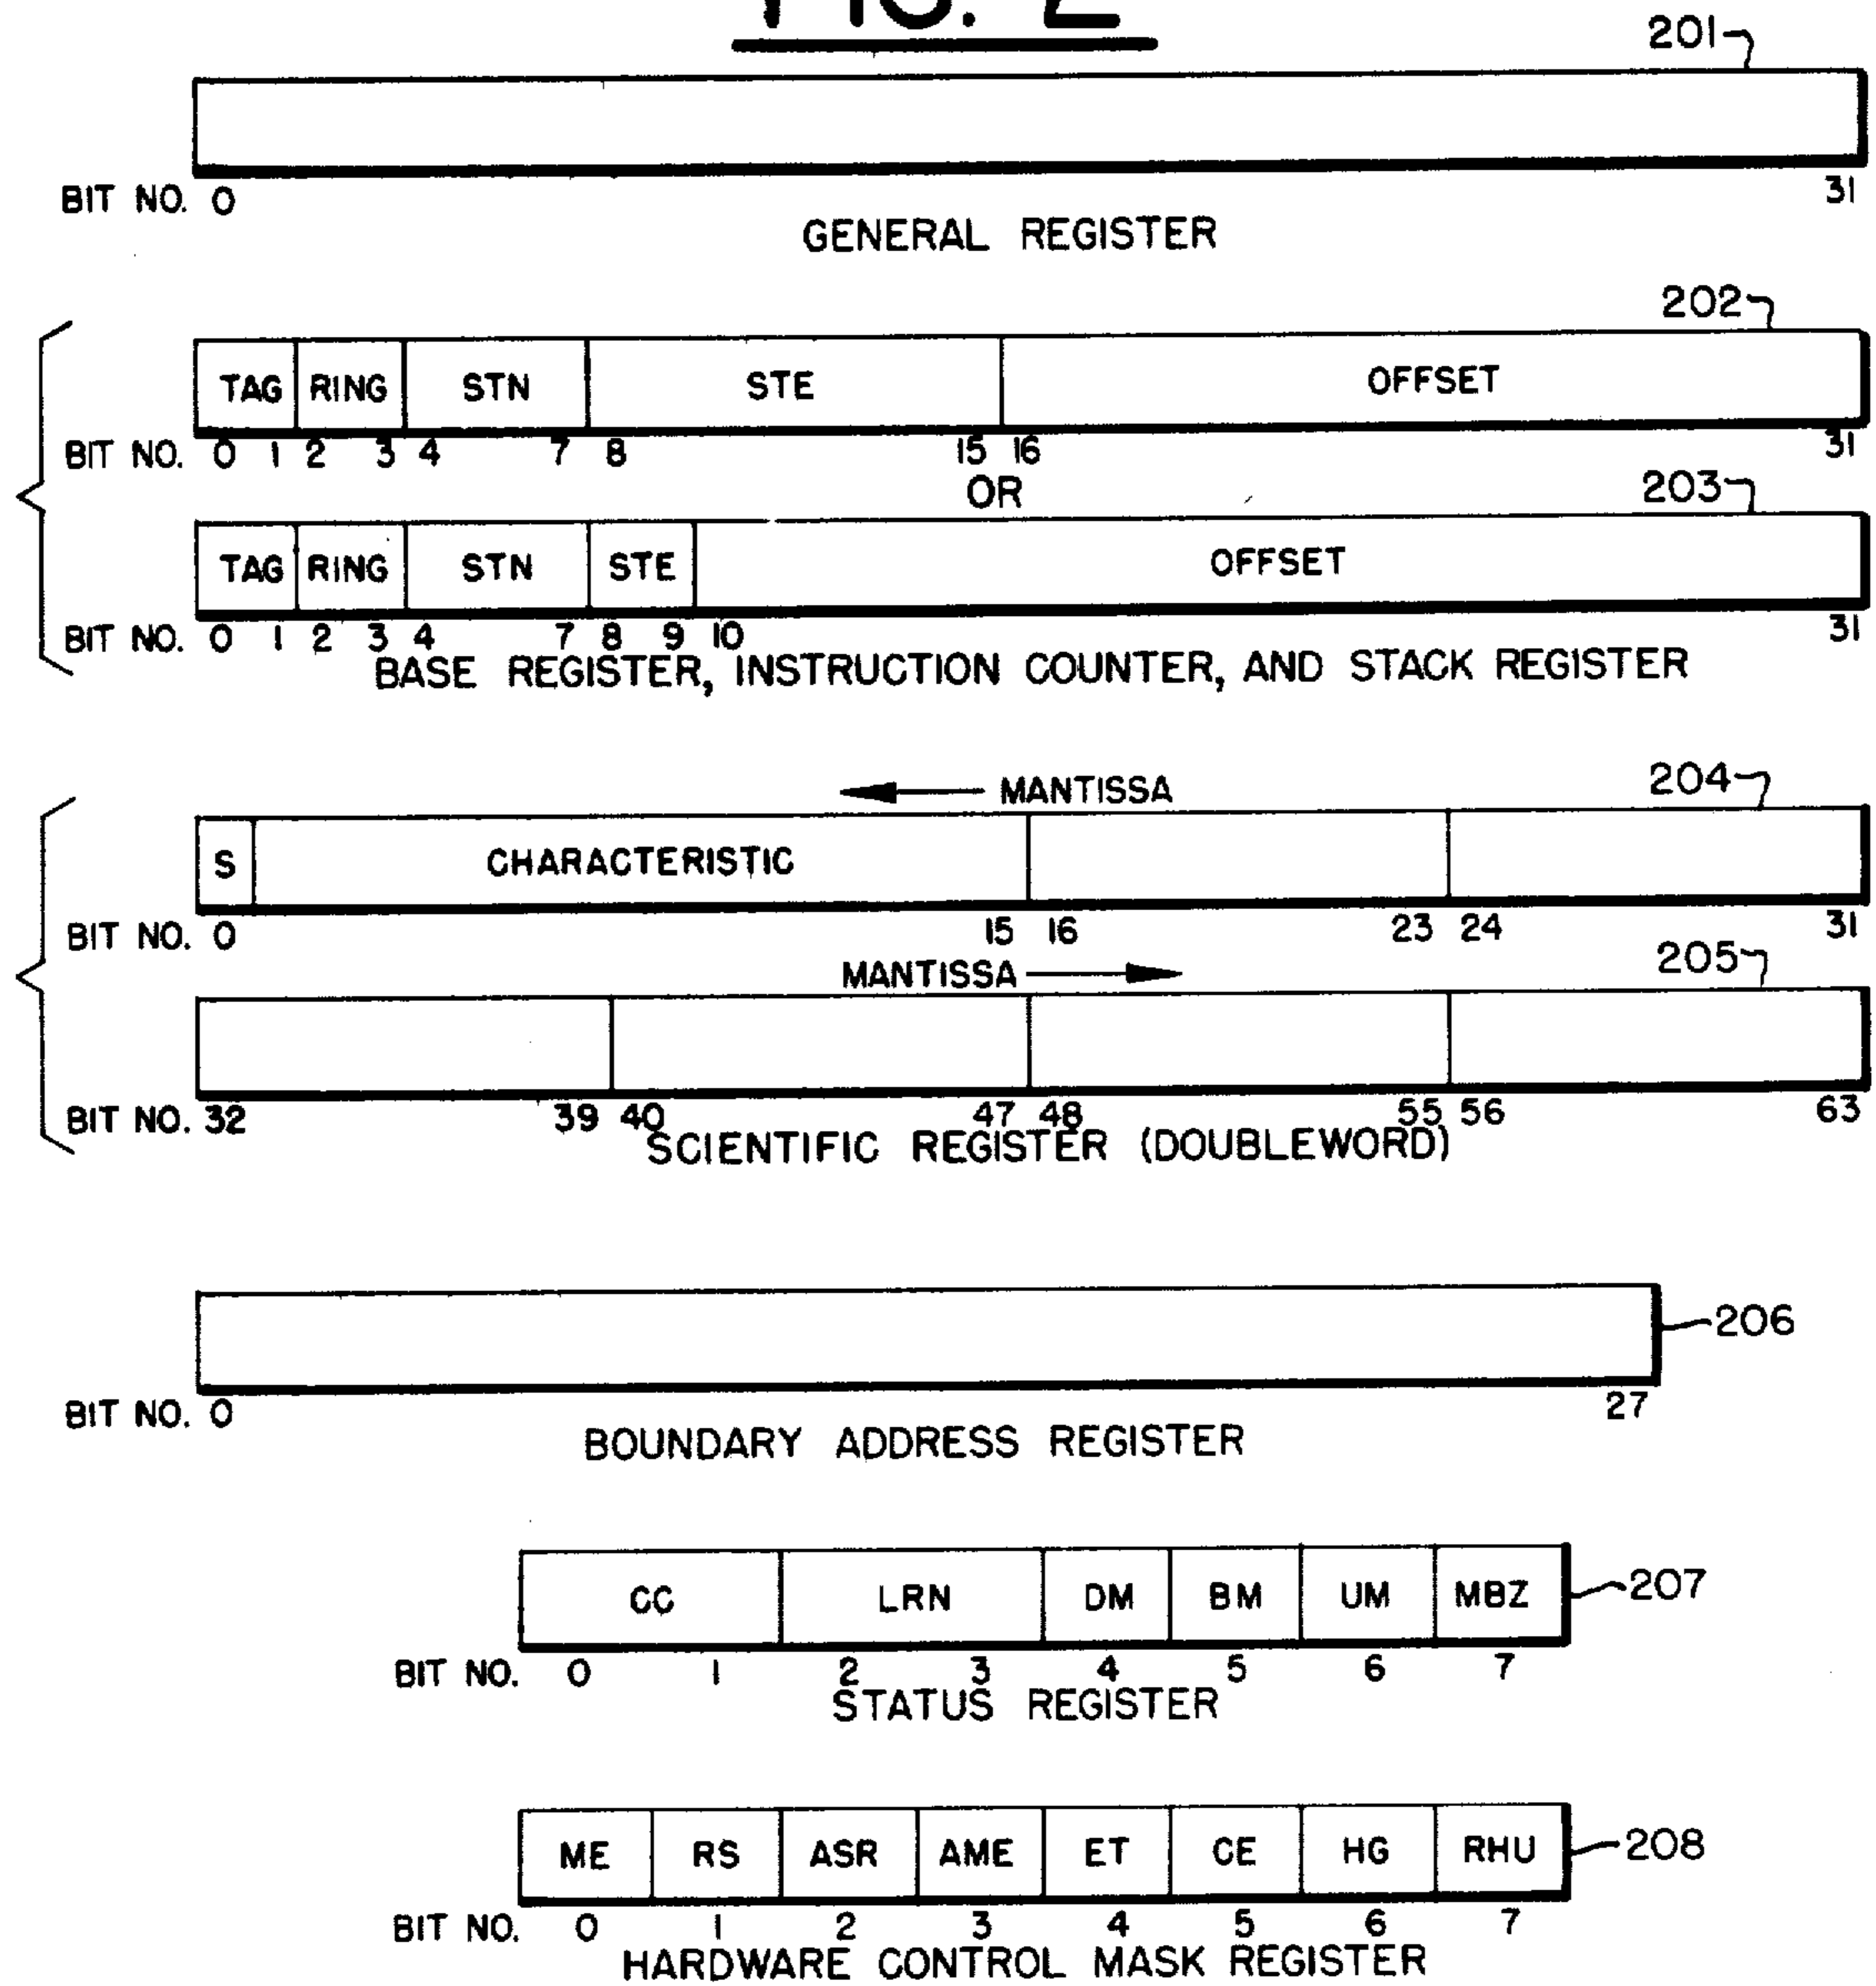 FIG. 2
201
BIT NO. 0 31
GENERAL REGISTER
202
TAG RING STN STE OFFSET
BIT NO. 0 1 2 3 4 7 8 15 16 31
OR
203
TAG RING STN STE OFFSET
BIT NO. 0 1 2 3 4 7 8 9 10 31
BASE REGISTER, INSTRUCTION COUNTER, AND STACK REGISTER
MANTISSA 204
S CHARACTERISTIC
BIT NO. 0 15 16 23 24 31
MANTISSA 205
BIT NO. 32 39 40 47 48 55 56 63
SCIENTIFIC REGISTER (DOUBLEWORD)
206
BIT NO. 0 27
BOUNDARY ADDRESS REGISTER
CC LRN DM BM UM MBZ 207
BIT NO. 0 1 2 3 4 5 6 7
STATUS REGISTER
ME RS ASR AME ET CE HG RHU 208
BIT NO. 0 1 2 3 4 5 6 7
HARDWARE CONTROL MASK REGISTER